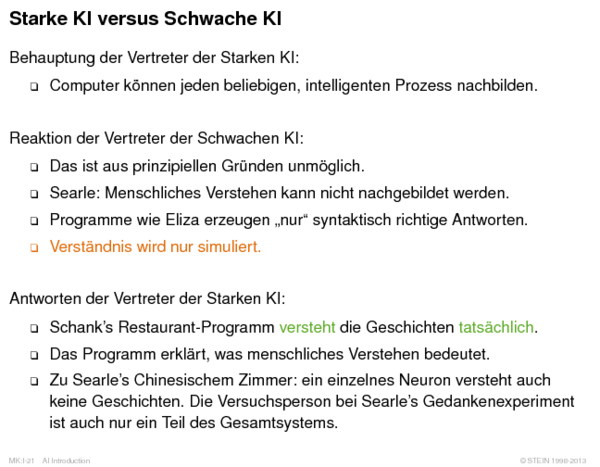 Starke KI versus Schwache KI
Behauptung der Vertreter der Starken KI:
❑ Computer können jeden beliebigen, intelligenten Prozess nachbilden.
Reaktion der Vertreter der Schwachen KI:
❑ Das ist aus prinzipiellen Gründen unmöglich.
❑ Searle: Menschliches Verstehen kann nicht nachgebildet werden.
❑ Programme wie Eliza erzeugen „nur“ syntaktisch richtige Antworten.
❑ Verständnis wird nur simuliert.
Antworten der Vertreter der Starken KI:
❑ Schank's Restaurant-Programm versteht die Geschichten tatsächlich.
❑ Das Programm erklärt, was menschliches Verstehen bedeutet.
❑ Zu Searle's Chinesischem Zimmer: ein einzelnes Neuron versteht auch
keine Geschichten. Die Versuchsperson bei Searle's Gedankenexperiment
ist auch nur ein Teil des Gesamtsystems.
MK:I-21 AI Introduction © STEIN 1998-2013